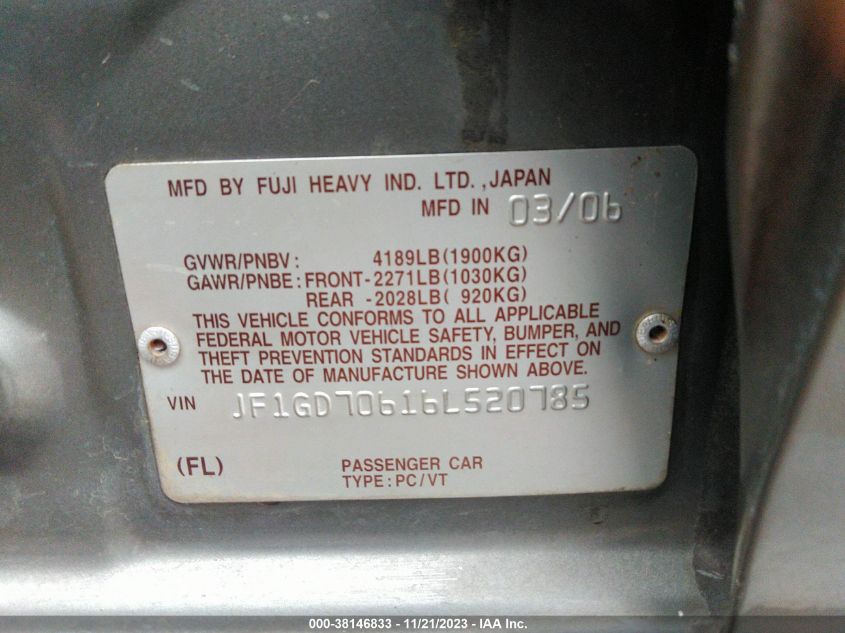 MFD BY FUJI HEAVY IND. LTD.,JAPAN
MFD IN 03/06
GVWR/PNBV: 4189LB(1900KG)
GAWR/PNBE: FRONT-2271LB(1030KG)
REAR -2028LB( 920KG)
THIS VEHICLE CONFORMS TO ALL APPLICABLE
FEDERAL MOTOR VEHICLE SAFETY, BUMPER, AND
THEFT PREVENTION STANDARDS IN EFFECT ON
THE DATE OF MANUFACTURE SHOWN ABOVE.
VIN JF1GD70616L520785
(FL) PASSENGER CAR
TYPE:PC/VT
000-38146833 - 11/21/2023 - IAA Inc.